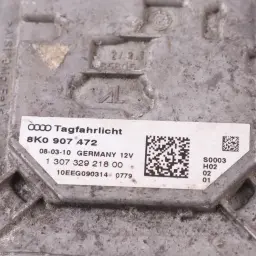 Tagfahrlicht
8K0 907 472
08-03-10 GERMANY 12V
1 307 329 218 00
10EEG090314 0779
S0003
H02
02
01